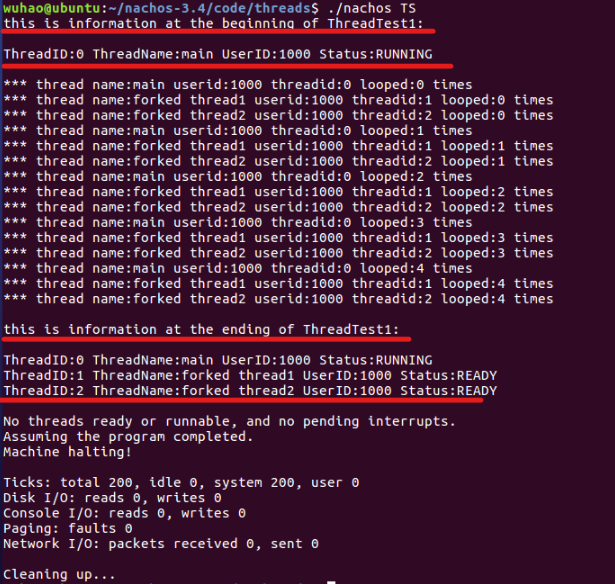 wuhao@ubuntu:~/nachos-3.4/code/threads$ ./nachos TS
this is information at the beginning of ThreadTest1:
ThreadID:0 ThreadName:main UserID:1000 Status:RUNNING
*** thread name:main userid:1000 threadid:0 looped:0 times
*** thread name:forked thread1 userid:1000 threadid:1 looped:0 times
*** thread name:forked thread2 userid:1000 threadid:2 looped:0 times
*** thread name:main userid:1000 threadid:0 looped:1 times
*** thread name:forked thread1 userid:1000 threadid:1 looped:1 times
*** thread name:forked thread2 userid:1000 threadid:2 looped:1 times
*** thread name:main userid:1000 threadid:0 looped:2 times
*** thread name:forked thread1 userid:1000 threadid:1 looped:2 times
*** thread name:forked thread2 userid:1000 threadid:2 looped:2 times
*** thread name:main userid:1000 threadid:0 looped:3 times
*** thread name:forked thread1 userid:1000 threadid:1 looped:3 times
*** thread name:forked thread2 userid:1000 threadid:2 looped:3 times
*** thread name:main userid:1000 threadid:0 looped:4 times
*** thread name:forked thread1 userid:1000 threadid:1 looped:4 times
*** thread name:forked thread2 userid:1000 threadid:2 looped:4 times
this is information at the ending of ThreadTest1:
ThreadID:0 ThreadName:main UserID:1000 Status:RUNNING
ThreadID:1 ThreadName:forked thread1 UserID:1000 Status:READY
ThreadID:2 ThreadName:forked thread2 UserID:1000 Status:READY
No threads ready or runnable, and no pending interrupts.
Assuming the program completed.
Machine halting!
Ticks: total 200, idle 0, system 200, user 0
Disk I/O: reads 0, writes 0
Console I/O: reads 0, writes 0
Paging: faults 0
Network I/O: packets received 0, sent 0
Cleaning up...